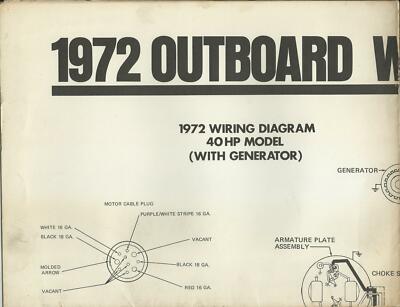 1972 OUTBOARD W
1972 WIRING DIAGRAM
40 HP MODEL
(WITH GENERATOR)
GENERATOR
MOTOR CABLE PLUG
PURPLE/WHITE STRIPE 16 GA.
WHITE 16 GA.
BLACK 18 GA.
VACANT
ARMATURE PLATE
ASSEMBLY
MOLDED
ARROW
BLACK 16 GA.
CHOKE S
VACANT
RED 16 GA.